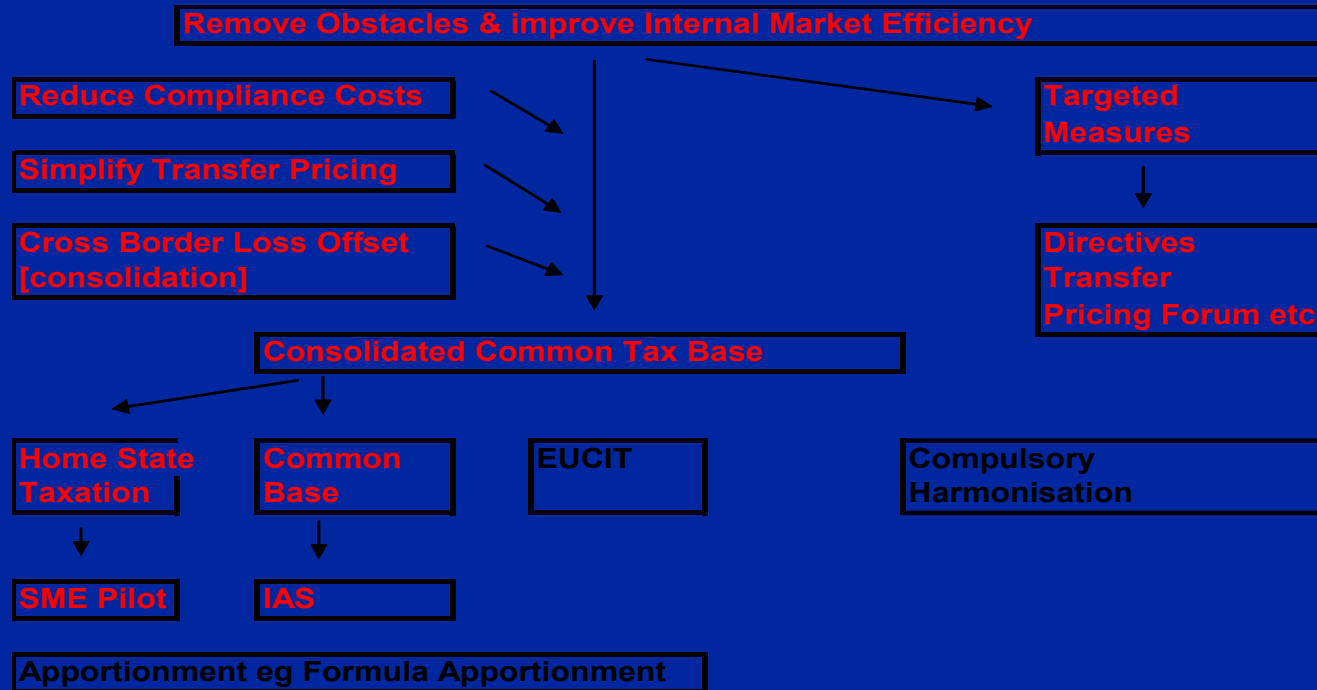 Remove Obstacles & improve Internal Market Efficiency
Reduce Compliance Costs
Targeted
Measures
Simplify Transfer Pricing
Cross Border Loss Offset
[consolidation]
Directives
Transfer
Pricing Forum etc
Consolidated Common Tax Base
Home State
Taxation
Common
Base
EUCIT
Compulsory
Harmonisation
SME Pilot
IAS
Apportionment eg Formula Apportionment